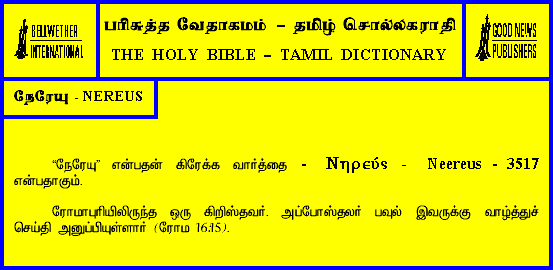 BELLWETHER
INTERNATIONAL
பரிசுத்த வேதாகமம் – தமிழ் சொல்லகராதி
THE HOLY BIBLE – TAMIL DICTIONARY
GOOD NEWS
PUBLISHERS
நேரேயு - NEREUS
“நேரேயு” என்பதன் கிரேக்க வார்த்தை - Νηρεύς - Neereus - 3517
என்பதாகும்.
ரோமாபுரியிலிருந்த ஒரு கிறிஸ்தவர். அப்போஸ்தலர் பவுல் இவருக்கு வாழ்த்துச்
செய்தி அனுப்பியுள்ளார் (ரோம 16:15).